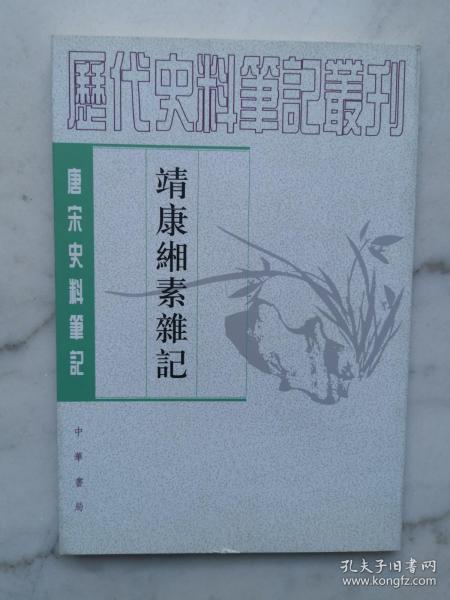 歷代史料筆記叢刊
唐宋史料筆記
靖康緗素雜記
中華書局
孔夫子旧书网
www.kongfz.com